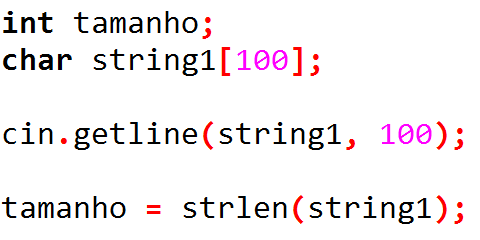 int tamanho;
char string1[100];
cin.getline(string1, 100);
tamanho = strlen(string1);